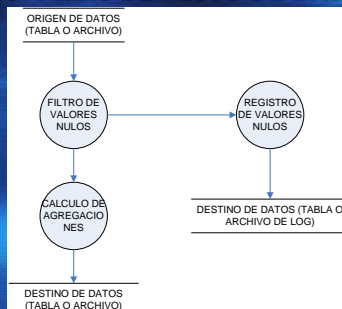 ORIGEN DE DATOS
(TABLA O ARCHIVO)
FILTRO DE
VALORES
NULOS
REGISTRO
DE VALORES
NULOS
CALCULO DE
AGREGACIO
NES
DESTINO DE DATOS (TABLA O
ARCHIVO DE LOG)
DESTINO DE DATOS
(TABLA O ARCHIVO)